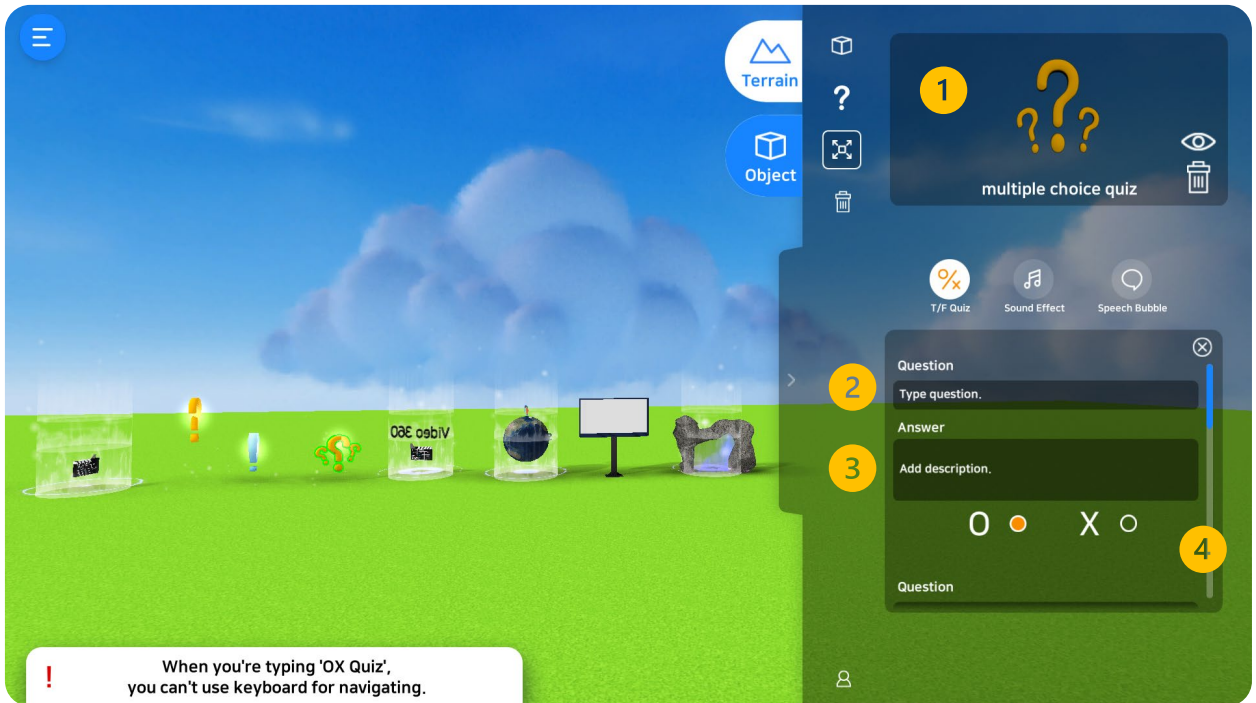 Terrain
Object
1
multiple choice quiz
T/F Quiz
Sound Effect
Speech Bubble
2
Question
Type question.
Answer
3
Add description.
O
X
4
Question
Video 360
When you're typing 'OX Quiz',
you can't use keyboard for navigating.